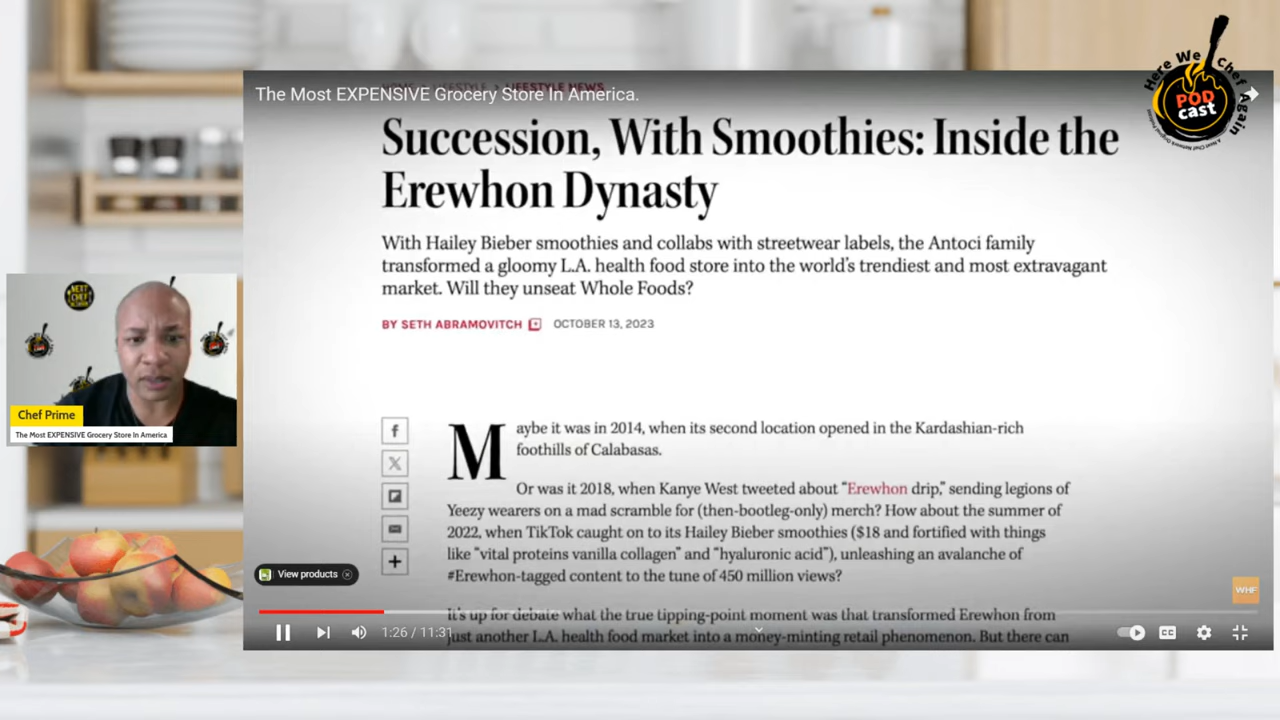 The Most EXPENSIVE Grocery Store In America.
Here We Chef Again
POD
cast
Succession, With Smoothies: Inside the
Erewhon Dynasty
With Hailey Bieber smoothies and collabs with streetwear labels, the Antoci family
transformed a gloomy L.A. health food store into the world's trendiest and most extravagant
market. Will they unseat Whole Foods?
BY SETH ABRAMOVITCH OCTOBER 13, 2023
Maybe it was in 2014, when its second location opened in the Kardashian-rich
foothills of Calabasas.
Or was it 2018, when Kanye West tweeted about “Erewhon drip,” sending legions of
Yeezy wearers on a mad scramble for (then-bootleg-only) merch? How about the summer of
2022, when TikTok caught on to its Hailey Bieber smoothies ($18 and fortified with things
like “vital proteins vanilla collagen” and “hyaluronic acid”), unleashing an avalanche of
#Erewhon-tagged content to the tune of 450 million views?
It's up for debate what the true tipping-point moment was that transformed Erewhon from
just another L.A. health food market into a money-minting retail phenomenon. But there can
NEXT
CHEF
Chef Prime
The Most EXPENSIVE Grocery Store In America
View products
WHF
1:26 / 11:31
CC